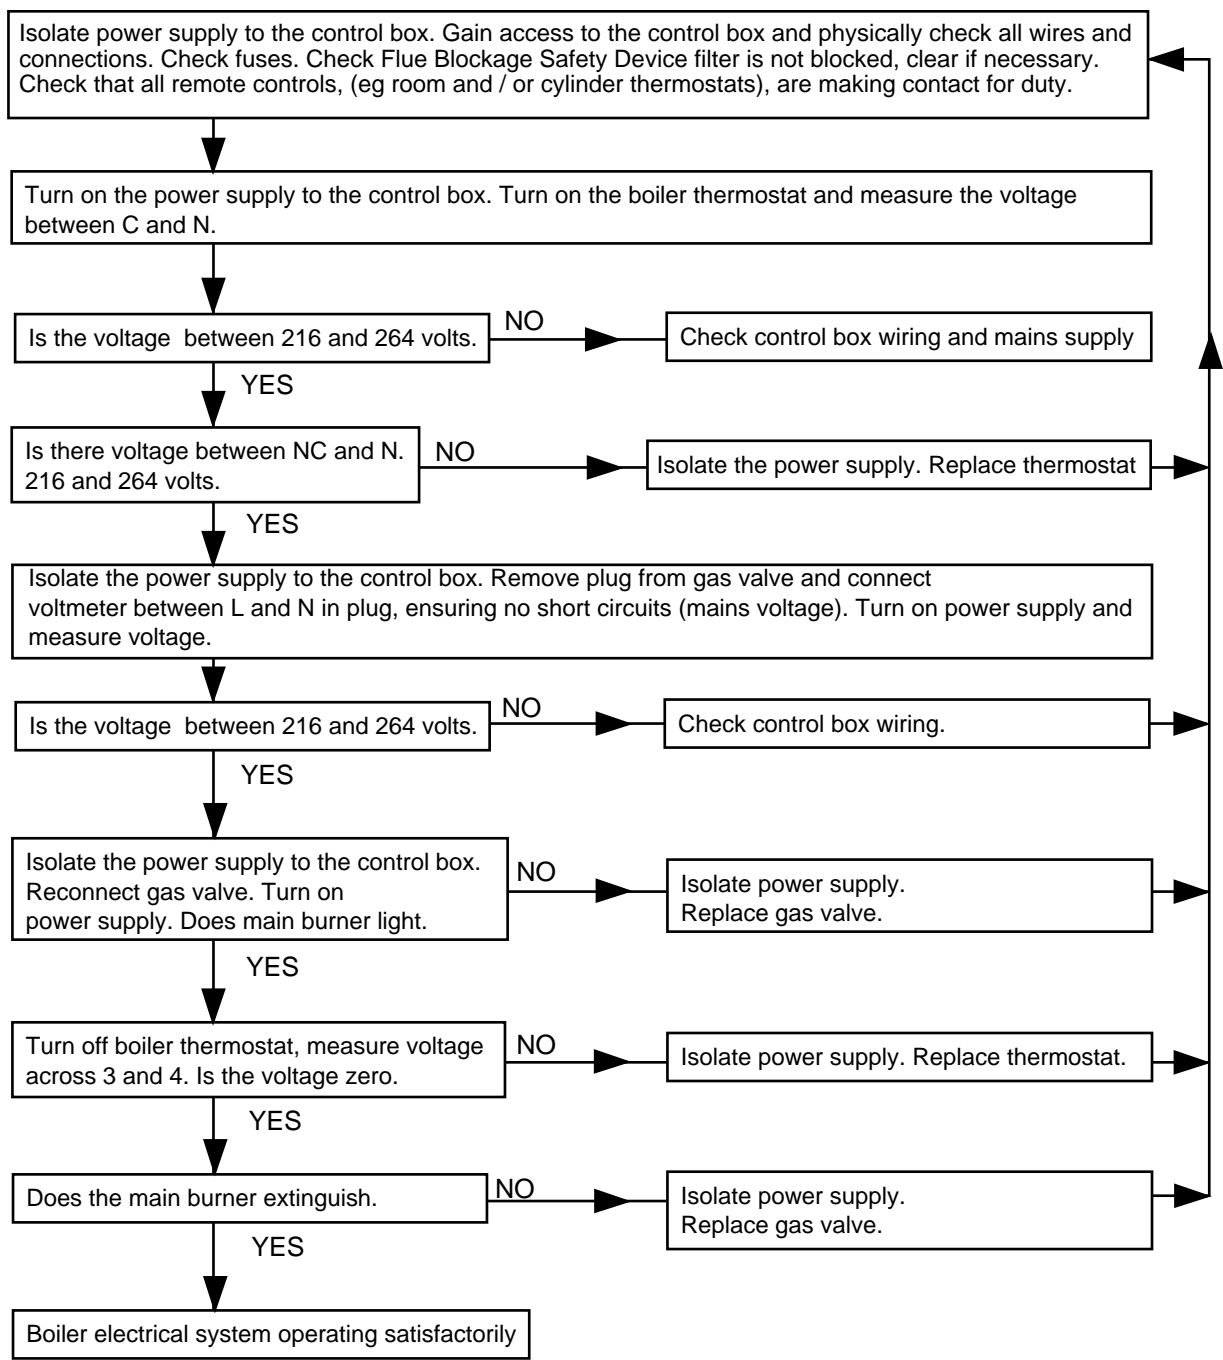 Isolate power supply to the control box. Gain access to the control box and physically check all wires and
connections. Check fuses. Check Flue Blockage Safety Device filter is not blocked, clear if necessary.
Check that all remote controls, (eg room and / or cylinder thermostats), are making contact for duty.
Turn on the power supply to the control box. Turn on the boiler thermostat and measure the voltage
between C and N.
Is the voltage between 216 and 264 volts.
NO
Check control box wiring and mains supply
YES
Is there voltage between NC and N.
216 and 264 volts.
NO
Isolate the power supply. Replace thermostat
YES
Isolate the power supply to the control box. Remove plug from gas valve and connect
voltmeter between L and N in plug, ensuring no short circuits (mains voltage). Turn on power supply and
measure voltage.
Is the voltage between 216 and 264 volts.
NO
Check control box wiring.
YES
Isolate the power supply to the control box.
Reconnect gas valve. Turn on
power supply. Does main burner light.
NO
Isolate power supply.
Replace gas valve.
YES
Turn off boiler thermostat, measure voltage
across 3 and 4. Is the voltage zero.
NO
Isolate power supply. Replace thermostat.
YES
Does the main burner extinguish.
NO
Isolate power supply.
Replace gas valve.
YES
Boiler electrical system operating satisfactorily